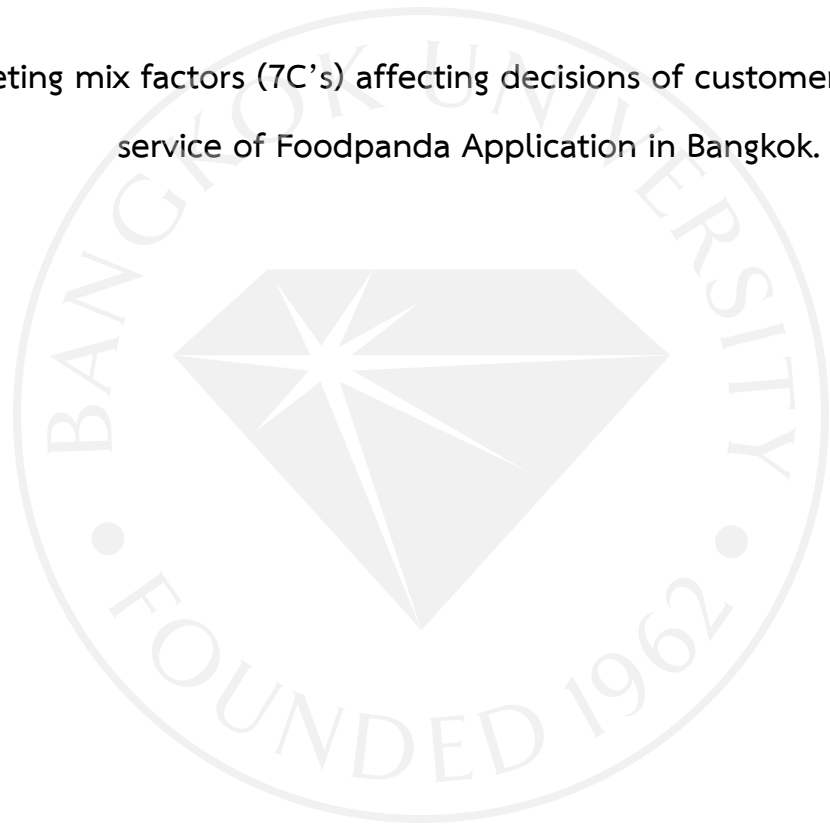 eting mix factors (7C’s) affecting decisions of customer
service of Foodpanda Application in Bangkok.
BANGKOK UNIVERSITY
FOUNDED 1962